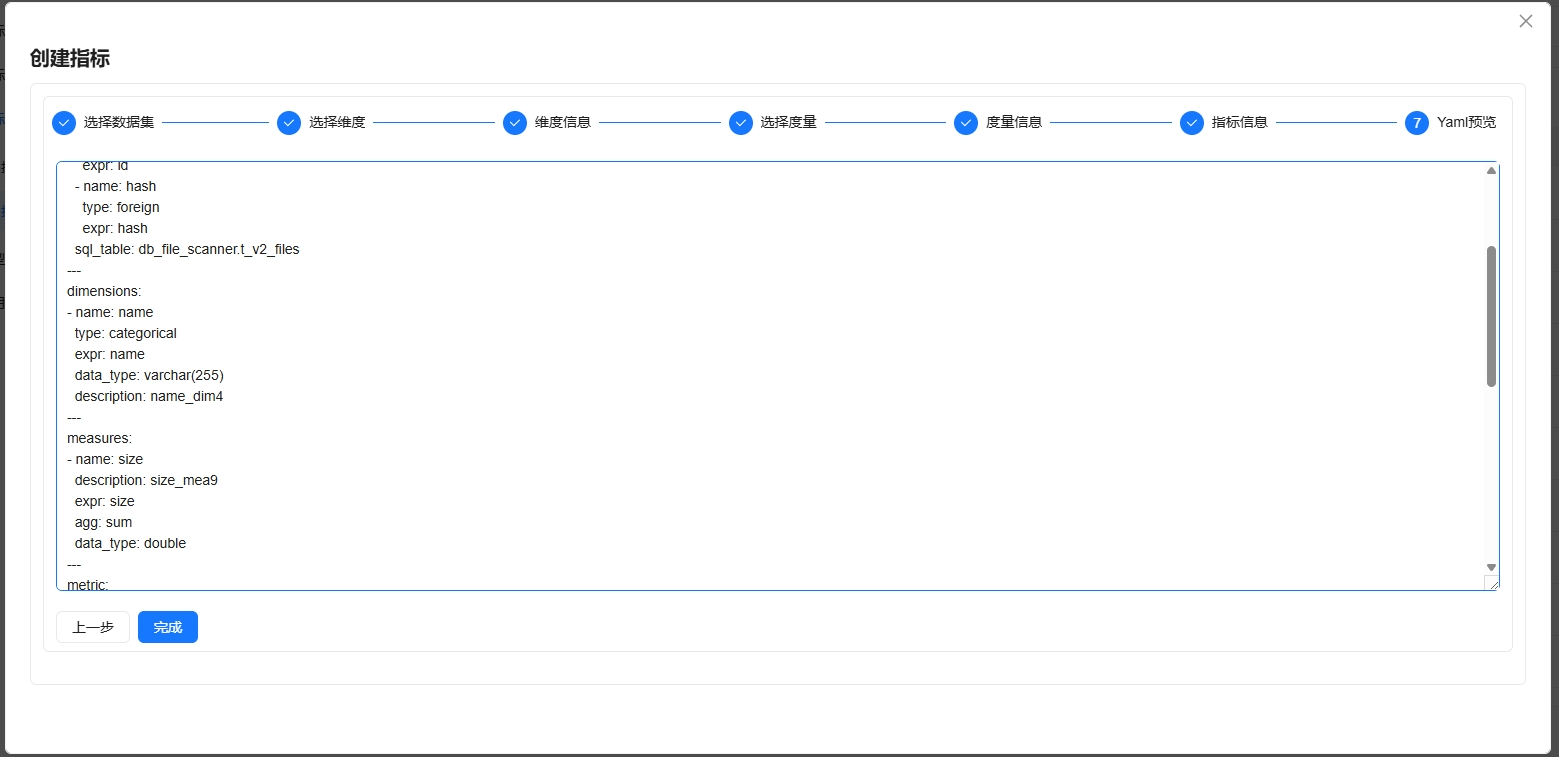 创建指标
选择数据集
选择维度
维度信息
选择度量
度量信息
指标信息
7 Yaml预览
expr: id
- name: hash
type: foreign
expr: hash
sql_table: db_file_scanner.t_v2_files
---
dimensions:
- name: name
type: categorical
expr: name
data_type: varchar(255)
description: name_dim4
---
measures:
- name: size
description: size_mea9
expr: size
agg: sum
data_type: double
---
metric:
上一步
完成